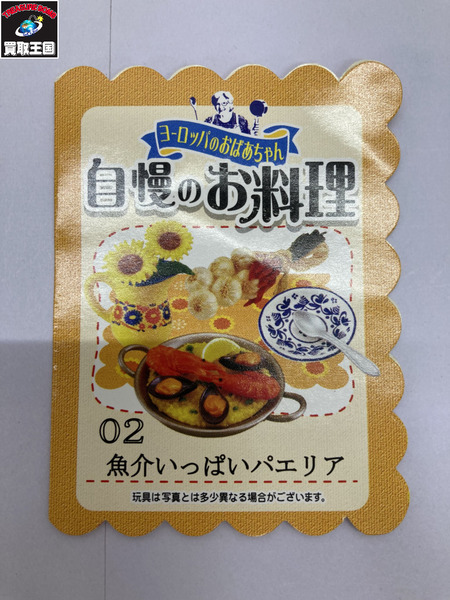 TREASURE KING
買取王国
ヨーロッパのおばあちゃん
自慢のお料理
02
魚介いっぱいパエリア
玩具は写真とは多少異なる場合がございます。